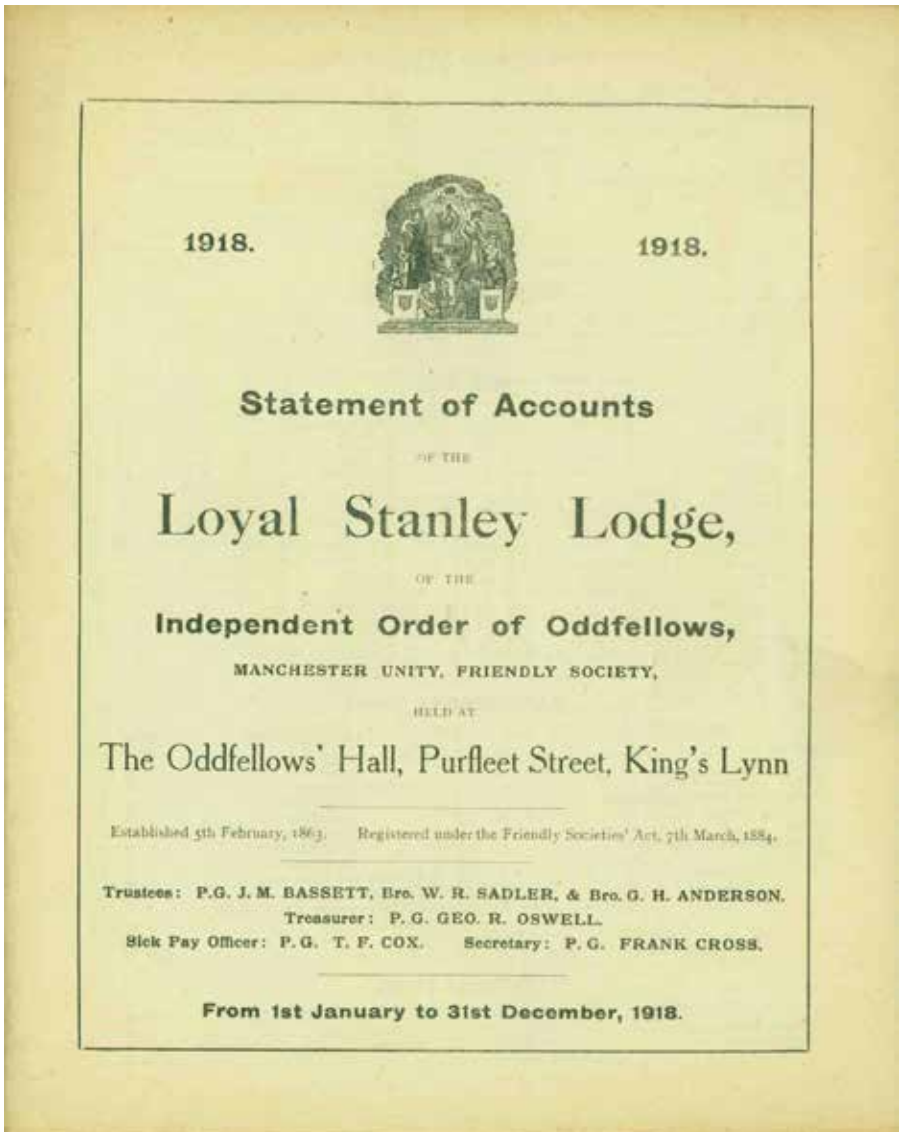 1918. 1918.
Statement of Accounts
OF THE
Loyal Stanley Lodge,
OF THE
Independent Order of Oddfellows,
MANCHESTER UNITY, FRIENDLY SOCIETY,
HELD AT
The Oddfellows' Hall, Purfleet Street, King's Lynn
Established 5th February, 1863. Registered under the Friendly Societies' Act, 7th March, 1884.
Trustees: P.G. J. M. BASSETT, Bro. W. R. SADLER, & Bro. G. H. ANDERSON.
Treasurer: P. G. GEO. R. OSWELL.
Sick Pay Officer: P. G. T. F. COX. Secretary: P. G. FRANK CROSS.
From 1st January to 31st December, 1918.